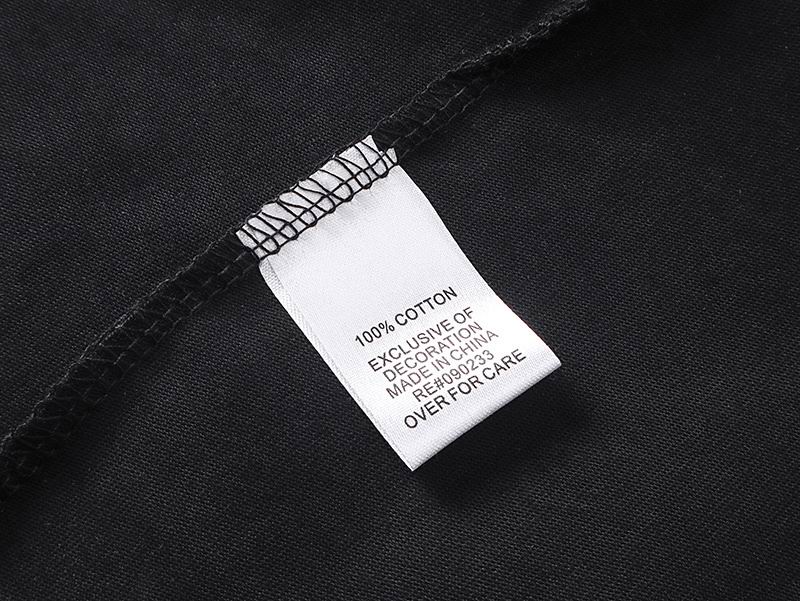 100% COTTON
EXCLUSIVE OF
DECORATION
MADE IN CHINA
RE#090233
OVER FOR CARE